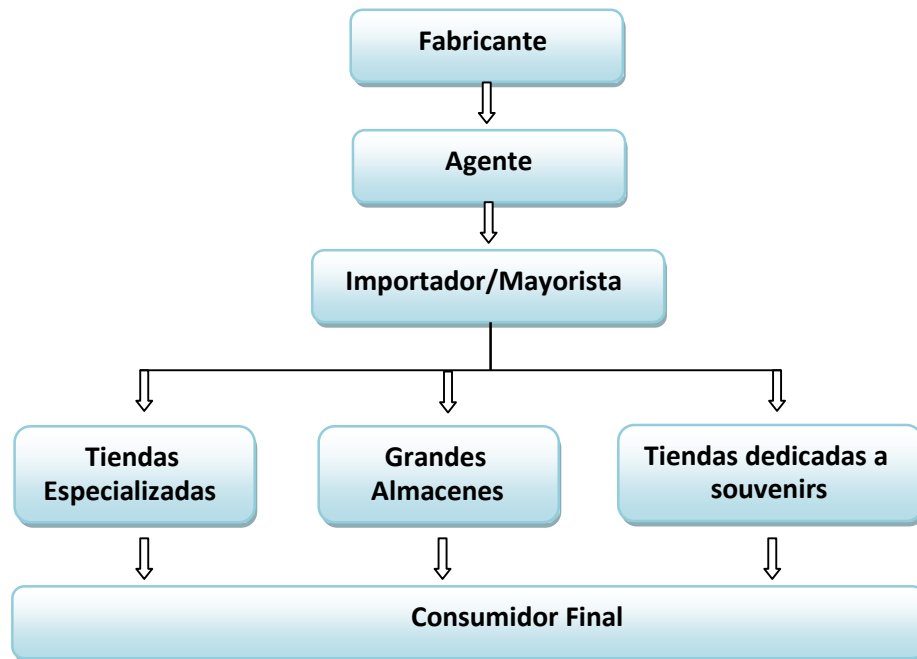 Fabricante
Agente
Importador/Mayorista
Tiendas
Especializadas
Grandes
Almacenes
Tiendas dedicadas a
souvenirs
Consumidor Final